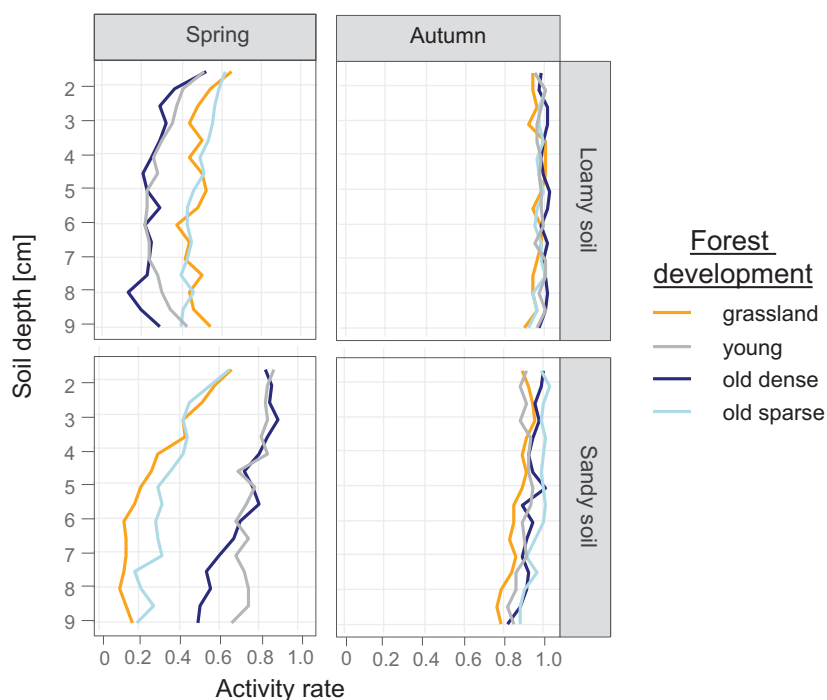 Spring
Autumn
2
3
4
5
6
7
8
9
Loamy soil
2
3
4
5
6
7
8
9
Sandy soil
0 0.2 0.4 0.6 0.8 1.0
0 0.2 0.4 0.6 0.8 1.0
Soil depth [cm]
Activity rate
Forest
development
grassland
young
old dense
old sparse